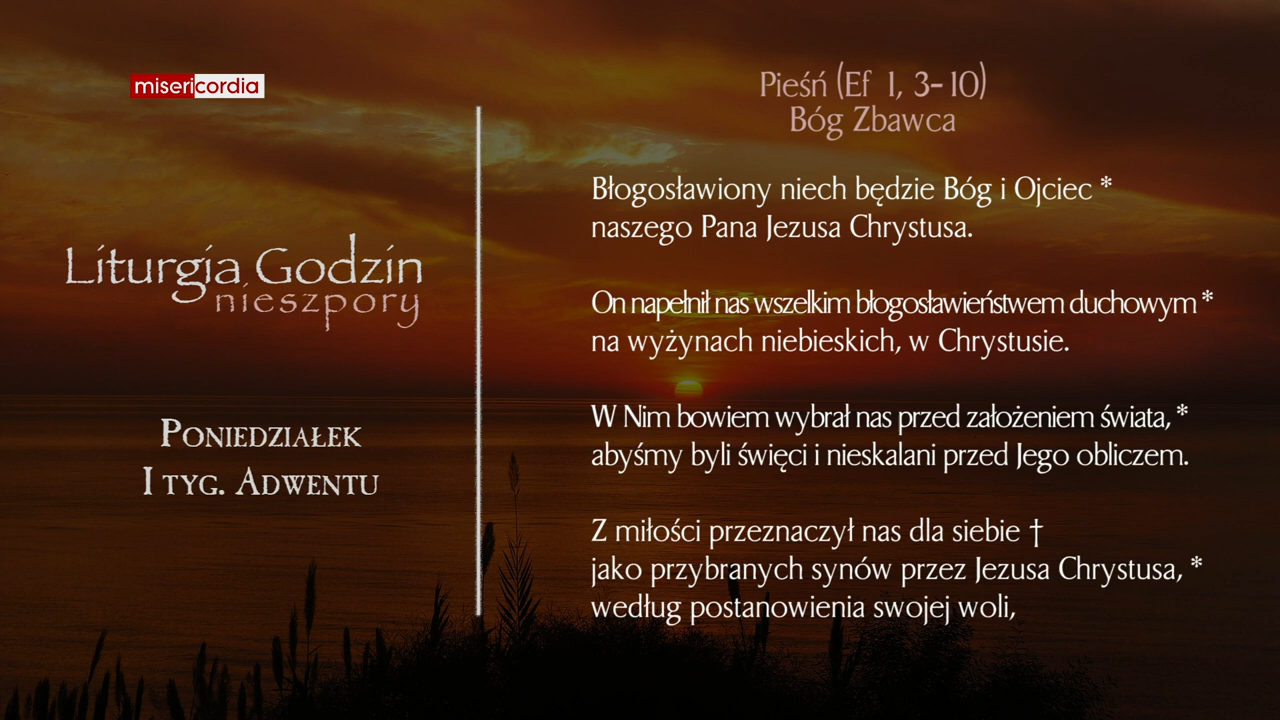 misericordia
Liturgia Godzin
nieszpory
Poniedziałek
I tyg. Adwentu
Pieśń (Ef 1, 3-10)
Bóg Zbawca
Błogosławiony niech będzie Bóg i Ojciec *
naszego Pana Jezusa Chrystusa.
On napełnił nas wszelkim błogosławieństwem duchowym *
na wyżynach niebieskich, w Chrystusie.
W Nim bowiem wybrał nas przed założeniem świata, *
abyśmy byli święci i nieskalani przed Jego obliczem.
Z miłości przeznaczył nas dla siebie †
jako przybranych synów przez Jezusa Chrystusa, *
według postanowienia swojej woli,